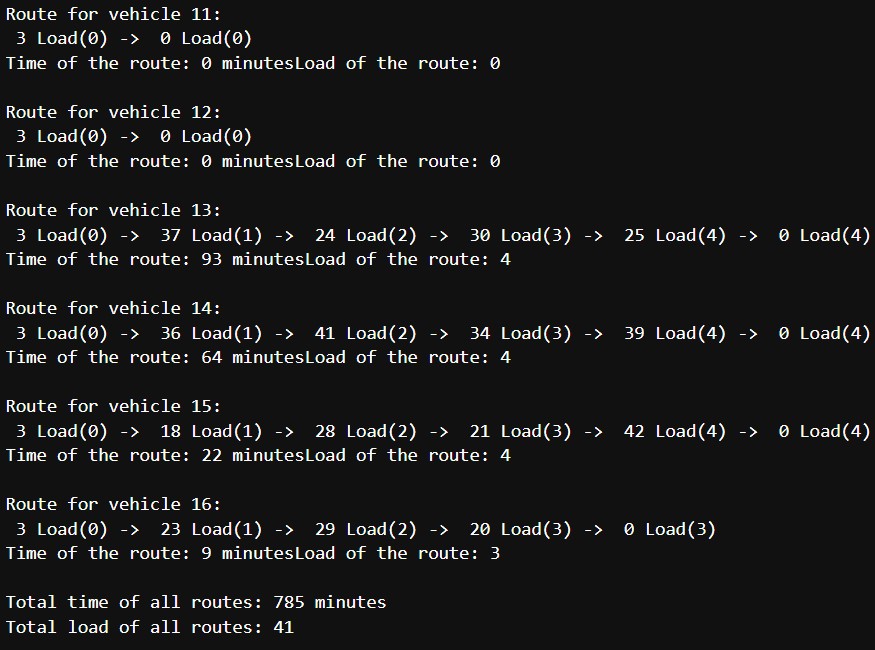 Route for vehicle 11:
 3 Load(0) ->  0 Load(0)
Time of the route: 0 minutesLoad of the route: 0

Route for vehicle 12:
 3 Load(0) ->  0 Load(0)
Time of the route: 0 minutesLoad of the route: 0

Route for vehicle 13:
 3 Load(0) ->  37 Load(1) ->  24 Load(2) ->  30 Load(3) ->  25 Load(4) ->  0 Load(4)
Time of the route: 93 minutesLoad of the route: 4

Route for vehicle 14:
 3 Load(0) ->  36 Load(1) ->  41 Load(2) ->  34 Load(3) ->  39 Load(4) ->  0 Load(4)
Time of the route: 64 minutesLoad of the route: 4

Route for vehicle 15:
 3 Load(0) ->  18 Load(1) ->  28 Load(2) ->  21 Load(3) ->  42 Load(4) ->  0 Load(4)
Time of the route: 22 minutesLoad of the route: 4

Route for vehicle 16:
 3 Load(0) ->  23 Load(1) ->  29 Load(2) ->  20 Load(3) ->  0 Load(3)
Time of the route: 9 minutesLoad of the route: 3

Total time of all routes: 785 minutes
Total load of all routes: 41